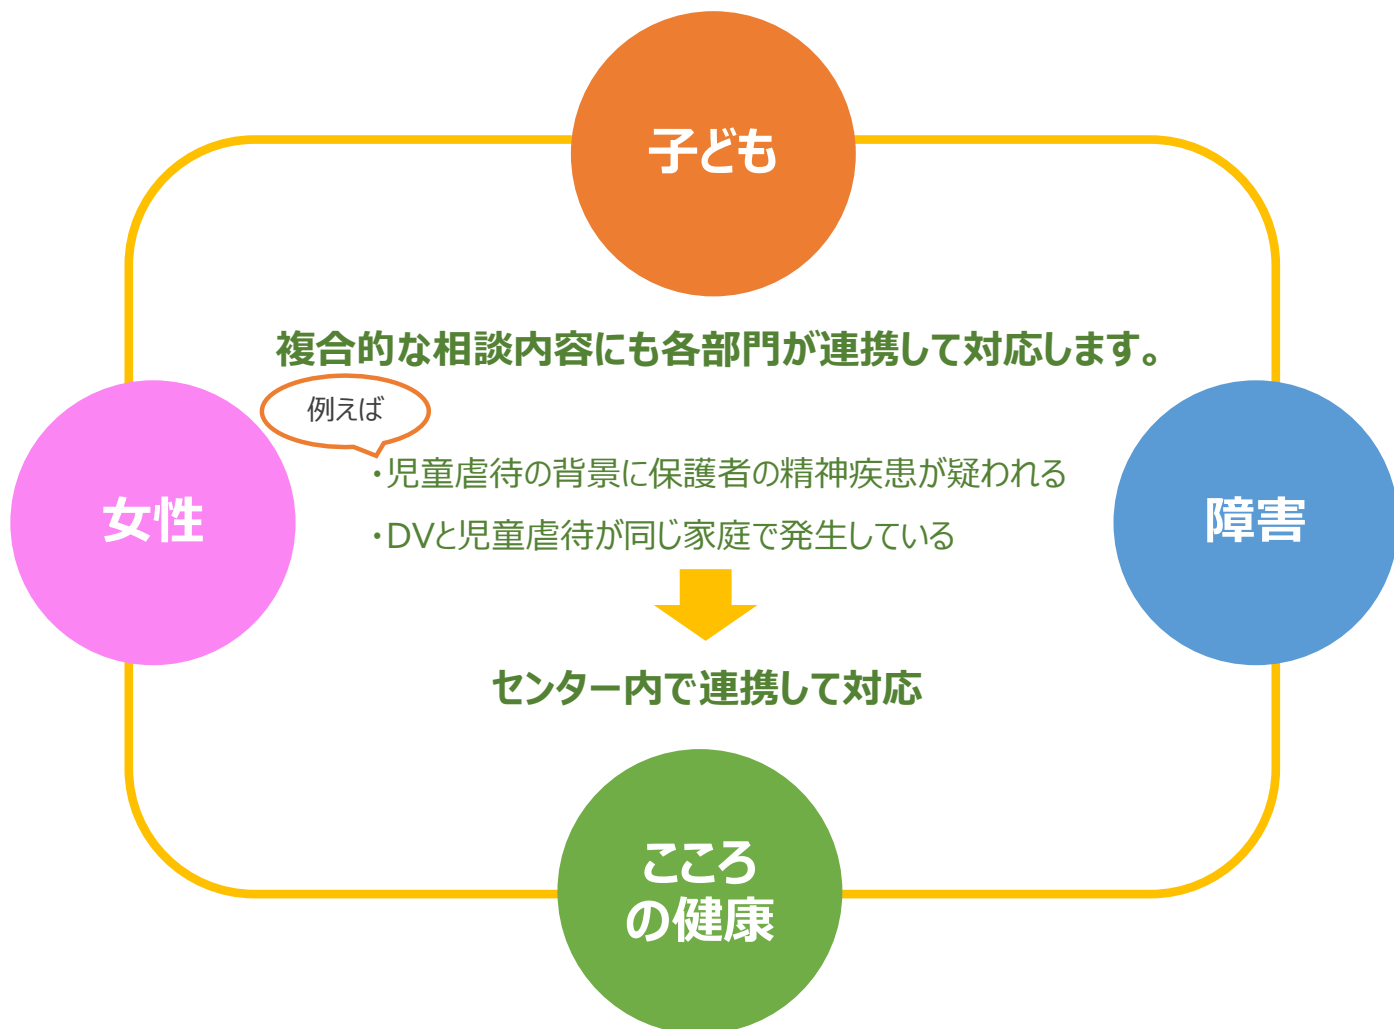 子ども
複合的な相談内容にも各部門が連携して対応します。
例えば
・児童虐待の背景に保護者の精神疾患が疑われる
女性
障害
・DVと児童虐待が同じ家庭で発生している
センター内で連携して対応
こころ
の健康